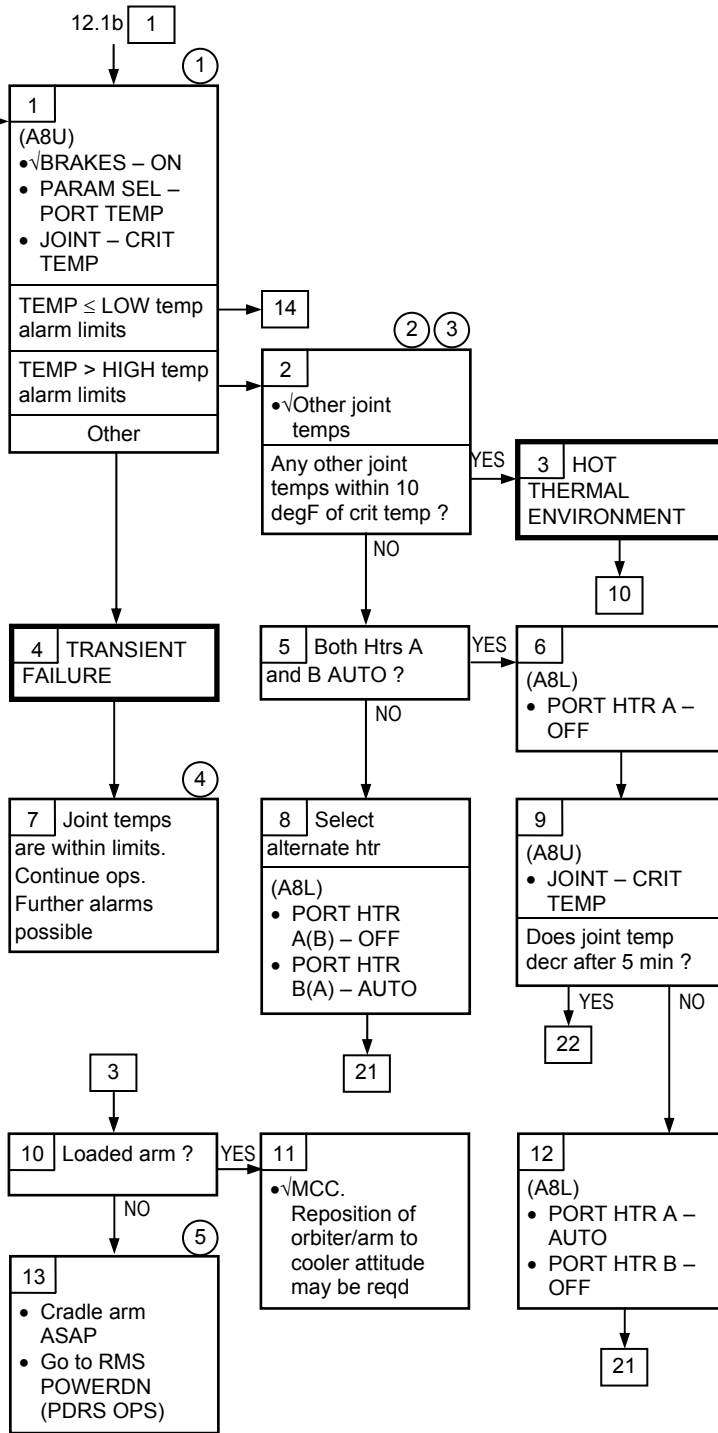 12.1b 1
1
1
(A8U)
•√BRAKES – ON
• PARAM SEL –
PORT TEMP
• JOINT – CRIT
TEMP
TEMP ≤ LOW temp
alarm limits
14
TEMP > HIGH temp
alarm limits
Other
2 3
2
•√Other joint
temps
Any other joint
temps within 10
degF of crit temp ?
YES
NO
3 HOT
THERMAL
ENVIRONMENT
10
4 TRANSIENT
FAILURE
5 Both Htrs A
and B AUTO ?
YES
NO
6
(A8L)
• PORT HTR A –
OFF
4
7 Joint temps
are within limits.
Continue ops.
Further alarms
possible
8 Select
alternate htr
(A8L)
• PORT HTR
A(B) – OFF
• PORT HTR
B(A) – AUTO
21
9
(A8U)
• JOINT – CRIT
TEMP
Does joint temp
decr after 5 min ?
YES
NO
22
3
10 Loaded arm ?
YES
NO
11
•√MCC.
Reposition of
orbiter/arm to
cooler attitude
may be reqd
12
(A8L)
• PORT HTR A –
AUTO
• PORT HTR B –
OFF
21
5
13
• Cradle arm
ASAP
• Go to RMS
POWERDN
(PDRS OPS)